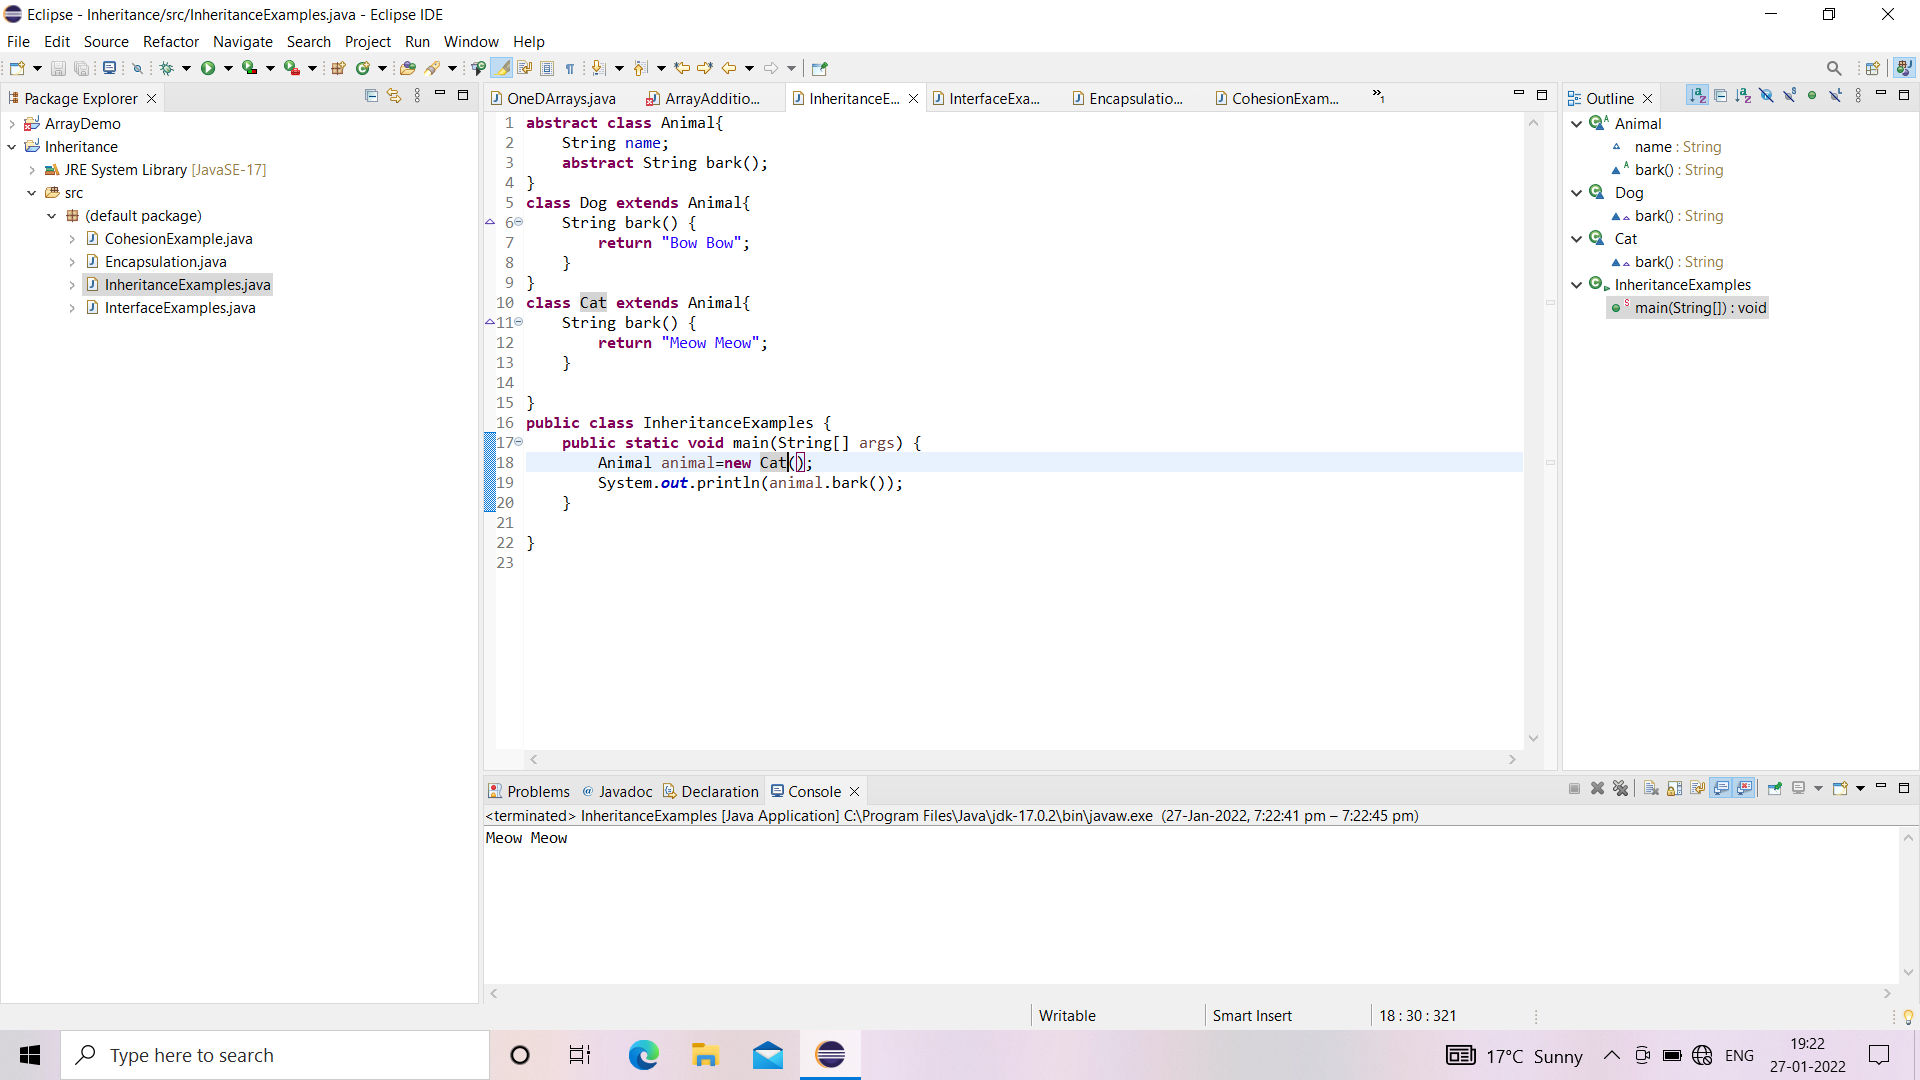 Eclipse - Inheritance/src/InheritanceExamples.java - Eclipse IDE
File Edit Source Refactor Navigate Search Project Run Window Help
Package Explorer
ArrayDemo
Inheritance
JRE System Library [JavaSE-17]
src
(default package)
CohesionExample.java
Encapsulation.java
InheritanceExamples.java
InterfaceExamples.java
OneDArrays.java ArrayAdditio... InheritanceE... InterfaceExa... Encapsulatio... CohesionExam... »1
1 abstract class Animal{
2 String name;
3 abstract String bark();
4 }
5 class Dog extends Animal{
6 String bark() {
7 return "Bow Bow";
8 }
9 }
10 class Cat extends Animal{
11 String bark() {
12 return "Meow Meow";
13 }
14
15 }
16 public class InheritanceExamples {
17 public static void main(String[] args) {
18 Animal animal=new Cat();
19 System.out.println(animal.bark());
20 }
21
22 }
23
Outline
Animal
name : String
bark() : String
Dog
bark() : String
Cat
bark() : String
InheritanceExamples
main(String[]) : void
Problems Javadoc Declaration Console
<terminated> InheritanceExamples [Java Application] C:\Program Files\Java\jdk-17.0.2\bin\javaw.exe (27-Jan-2022, 7:22:41 pm – 7:22:45 pm)
Meow Meow
Writable Smart Insert 18 : 30 : 321
Type here to search
17°C Sunny ENG
19:22
27-01-2022